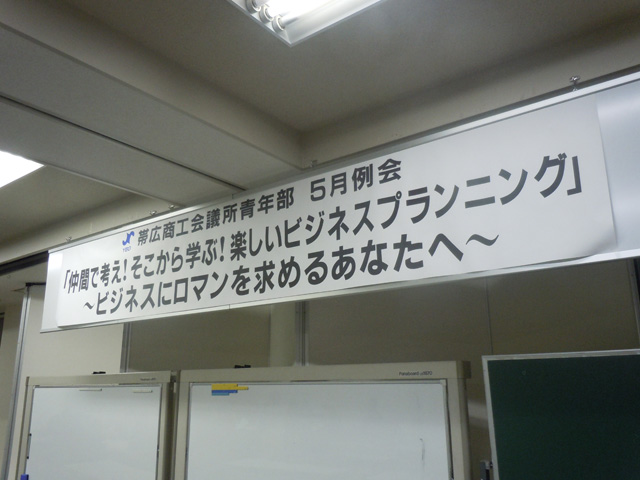 帯広商工会議所青年部 5月例会
「仲間で考え!そこから学ぶ!楽しいビジネスプランニング」
～ビジネスにロマンを求めるあなたへ～